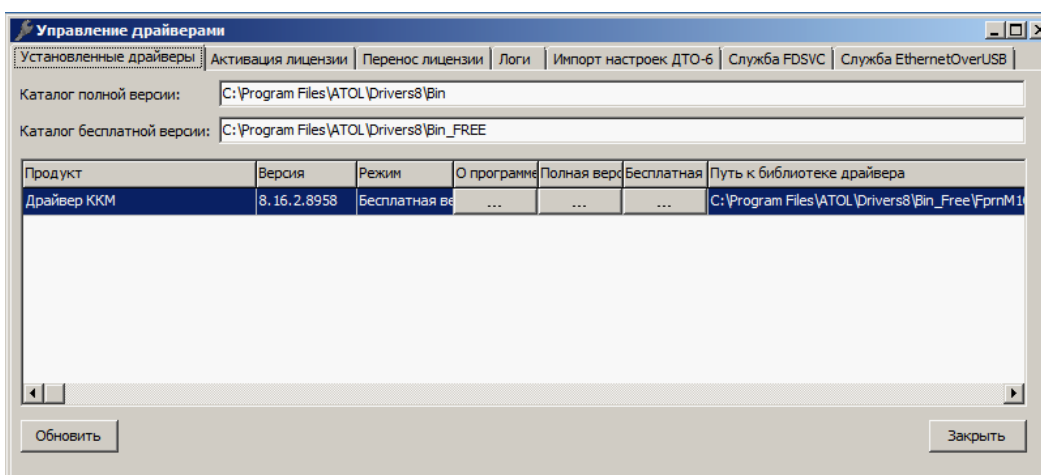 Управление драйверами
Установленные драйверы Активация лицензии Перенос лицензии Логи Импорт настроек ДТО-6 Служба FDSVC Служба EthernetOverUSB
Каталог полной версии: C:\Program Files\ATOL\Drivers8\Bin
Каталог бесплатной версии: C:\Program Files\ATOL\Drivers8\Bin_FREE
Продукт Версия Режим О программе Полная верс Бесплатная Путь к библиотеке драйвера
Драйвер ККМ 8.16.2.8958 Бесплатная ве ... ... ... C:\Program Files\ATOL\Drivers8\Bin_Free\FprnM1
Обновить Закрыть